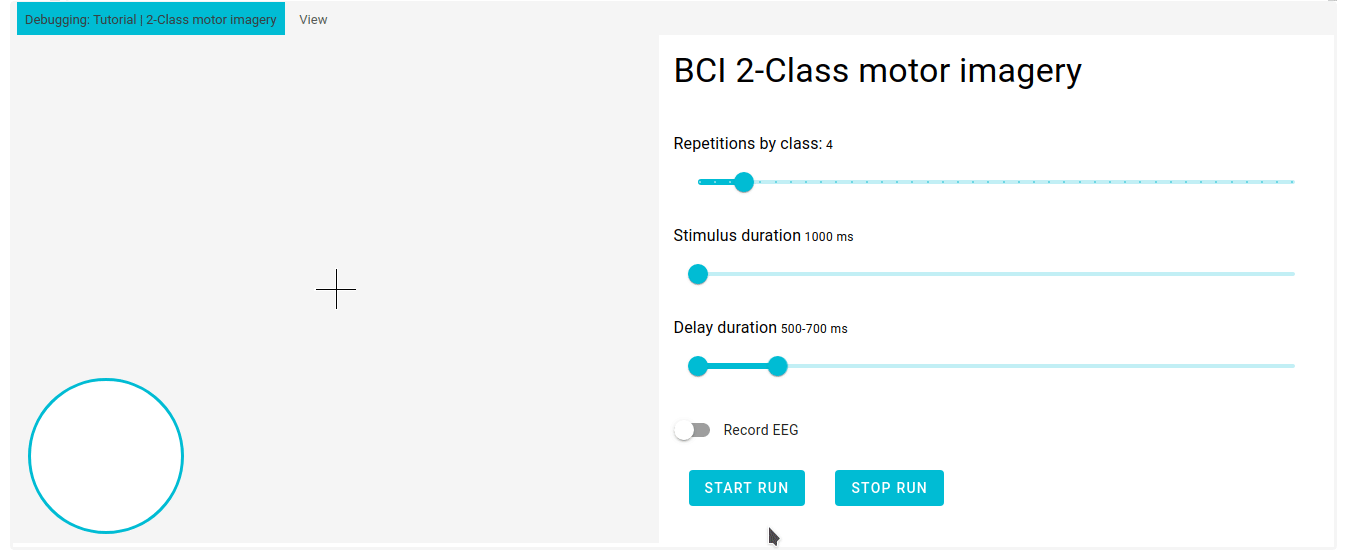 Debugging: Tutorial | 2-Class motor imagery View
BCI 2-Class motor imagery
Repetitions by class: 4
Stimulus duration 1000 ms
Delay duration 500-700 ms
Record EEG
START RUN STOP RUN